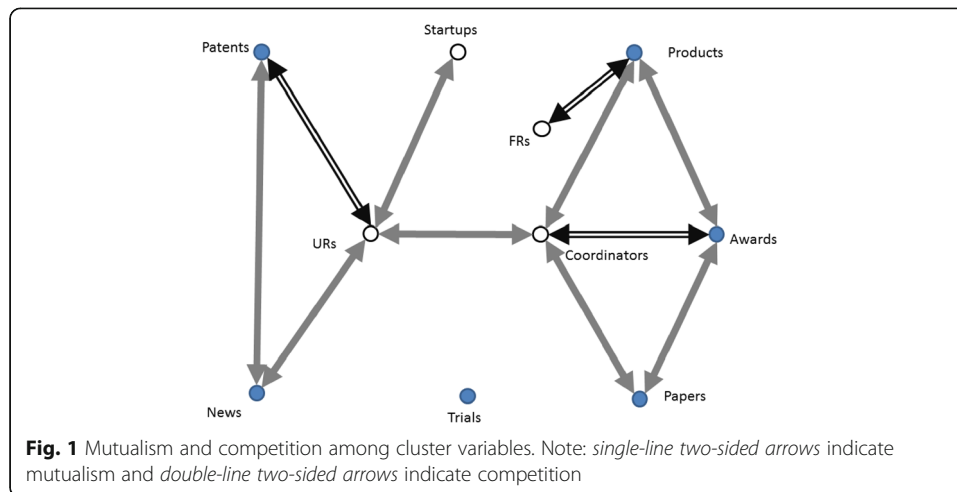 Startups
Patents
Products
FRs
URs
Coordinators
Awards
News
Trials
Papers
Fig. 1 Mutualism and competition among cluster variables. Note: single-line two-sided arrows indicate
mutualism and double-line two-sided arrows indicate competition